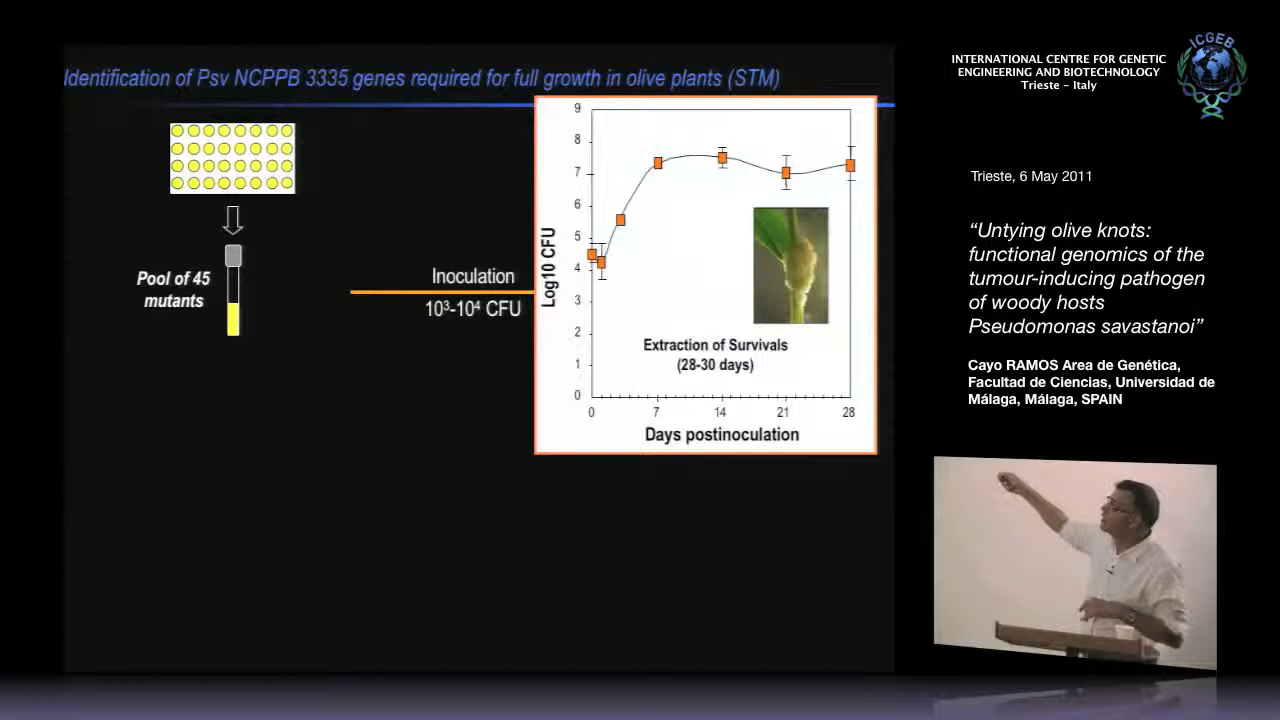 Identification of Psv NCPPB 3335 genes required for full growth in olive plants (STM)
Pool of 45
mutants
Inoculation
10³-10⁴ CFU
9
8
7
6
5
4
3
2
1
0
Log10 CFU
Extraction of Survivals
(28-30 days)
0 7 14 21 28
Days postinoculation
INTERNATIONAL CENTRE FOR GENETIC
ENGINEERING AND BIOTECHNOLOGY
Trieste - Italy
ICGEB
Trieste, 6 May 2011
“Untying olive knots:
functional genomics of the
tumour-inducing pathogen
of woody hosts
Pseudomonas savastanoi”
Cayo RAMOS Area de Genética,
Facultad de Ciencias, Universidad de
Málaga, Málaga, SPAIN